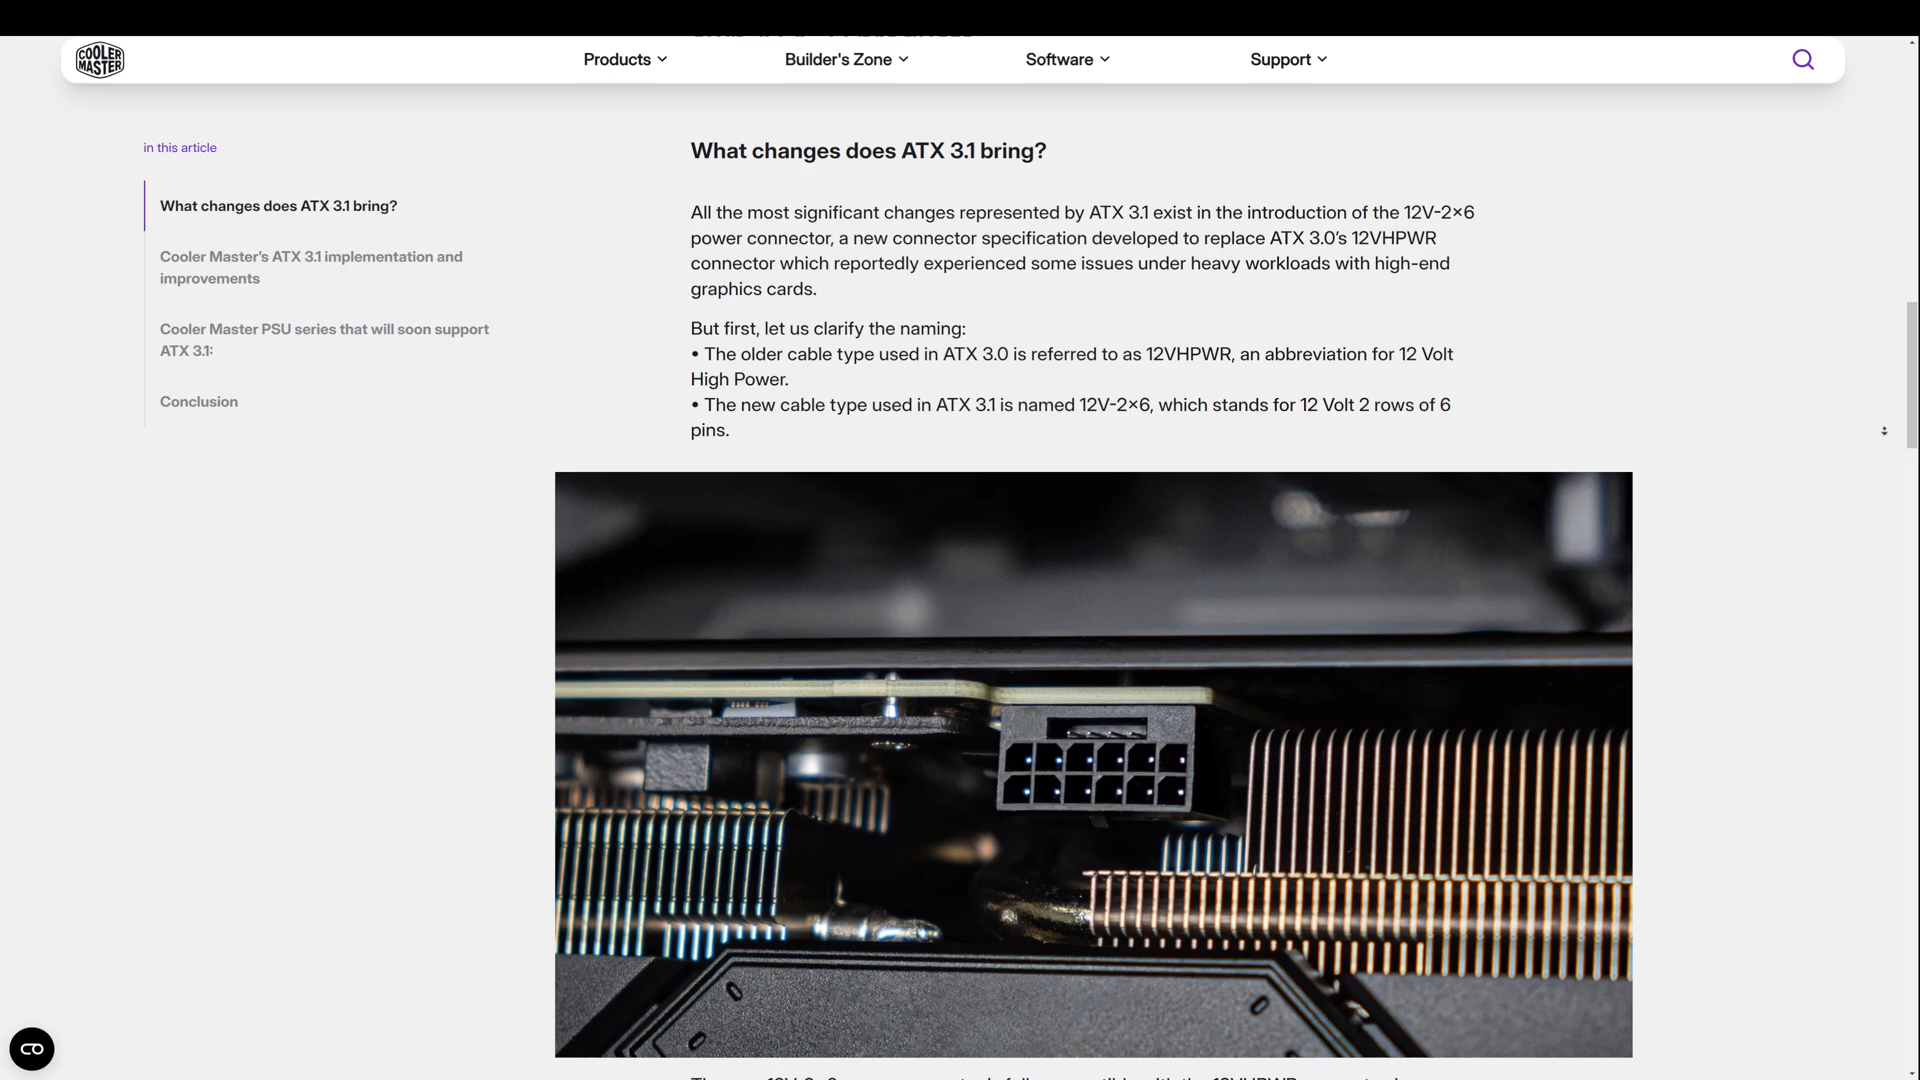 COOLER
MASTER
Products
Builder's Zone
Software
Support
in this article
What changes does ATX 3.1 bring?
Cooler Master's ATX 3.1 implementation and
improvements
Cooler Master PSU series that will soon support
ATX 3.1:
Conclusion
What changes does ATX 3.1 bring?
All the most significant changes represented by ATX 3.1 exist in the introduction of the 12V-2×6
power connector, a new connector specification developed to replace ATX 3.0's 12VHPWR
connector which reportedly experienced some issues under heavy workloads with high-end
graphics cards.
But first, let us clarify the naming:
• The older cable type used in ATX 3.0 is referred to as 12VHPWR, an abbreviation for 12 Volt
High Power.
• The new cable type used in ATX 3.1 is named 12V-2×6, which stands for 12 Volt 2 rows of 6
pins.